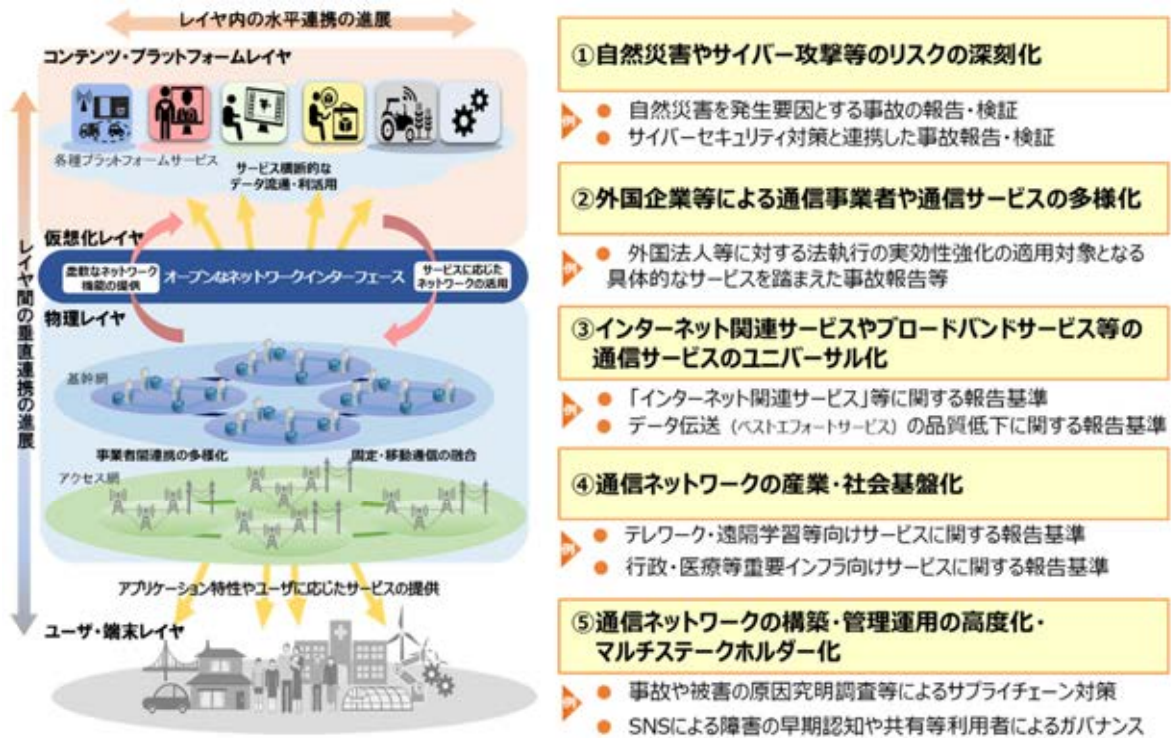 レイヤ内の水平連携の進展
コンテンツ・プラットフォームレイヤ
各種プラットフォームサービス
サービス横断的な
データ流通・利活用
仮想化レイヤ
柔軟なネットワーク
機能の提供
オープンなネットワークインターフェース
サービスに応じた
ネットワークの活用
レイヤ間の垂直連携の進展
物理レイヤ
基幹網
事業者間連携の多様化
固定・移動通信の融合
アクセス網
アプリケーション特性やユーザに応じたサービスの提供
ユーザ・端末レイヤ
①自然災害やサイバー攻撃等のリスクの深刻化
例
● 自然災害を発生要因とする事故の報告・検証
● サイバーセキュリティ対策と連携した事故報告・検証
②外国企業等による通信事業者や通信サービスの多様化
例
● 外国法人等に対する法執行の実効性強化の適用対象となる
具体的なサービスを踏まえた事故報告等
③インターネット関連サービスやブロードバンドサービス等の
通信サービスのユニバーサル化
例
● 「インターネット関連サービス」等に関する報告基準
● データ伝送（ベストエフォートサービス）の品質低下に関する報告基準
④通信ネットワークの産業・社会基盤化
例
● テレワーク・遠隔学習等向けサービスに関する報告基準
● 行政・医療等重要インフラ向けサービスに関する報告基準
⑤通信ネットワークの構築・管理運用の高度化・
マルチステークホルダー化
例
● 事故や被害の原因究明調査等によるサプライチェーン対策
● SNSによる障害の早期認知や共有等利用者によるガバナンス